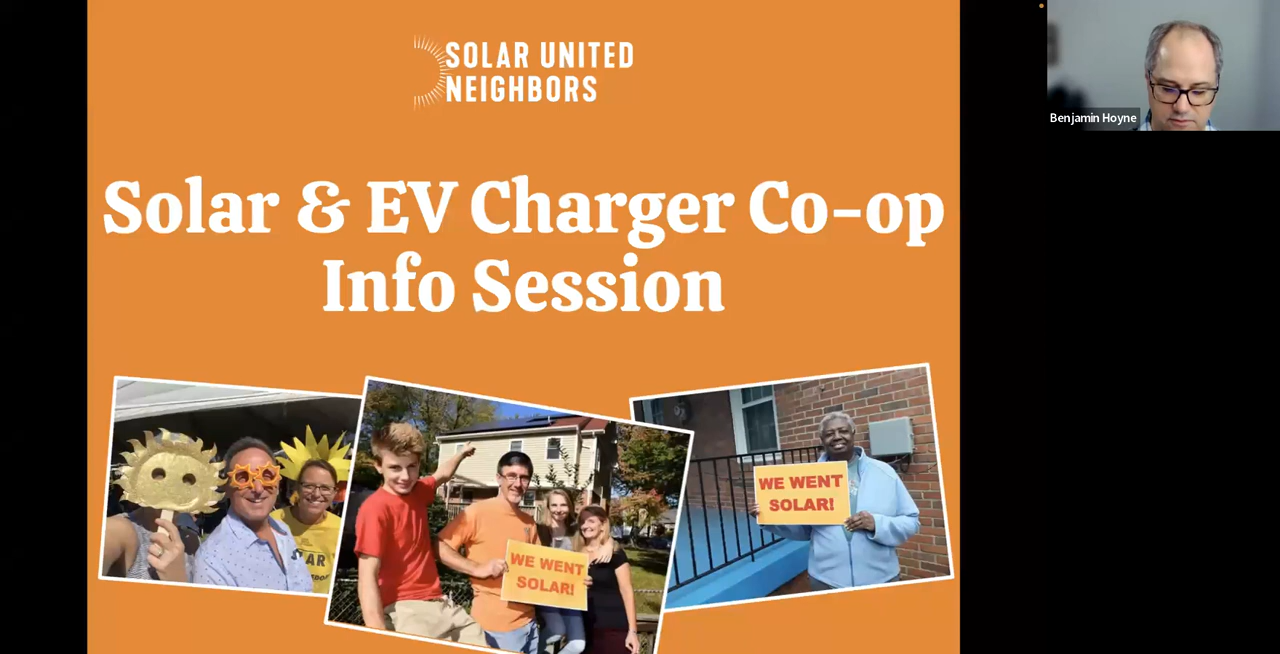 SOLAR UNITED
NEIGHBORS
Solar & EV Charger Co-op
Info Session
WE WENT
SOLAR!
WE WENT
SOLAR!
Benjamin Hoyne